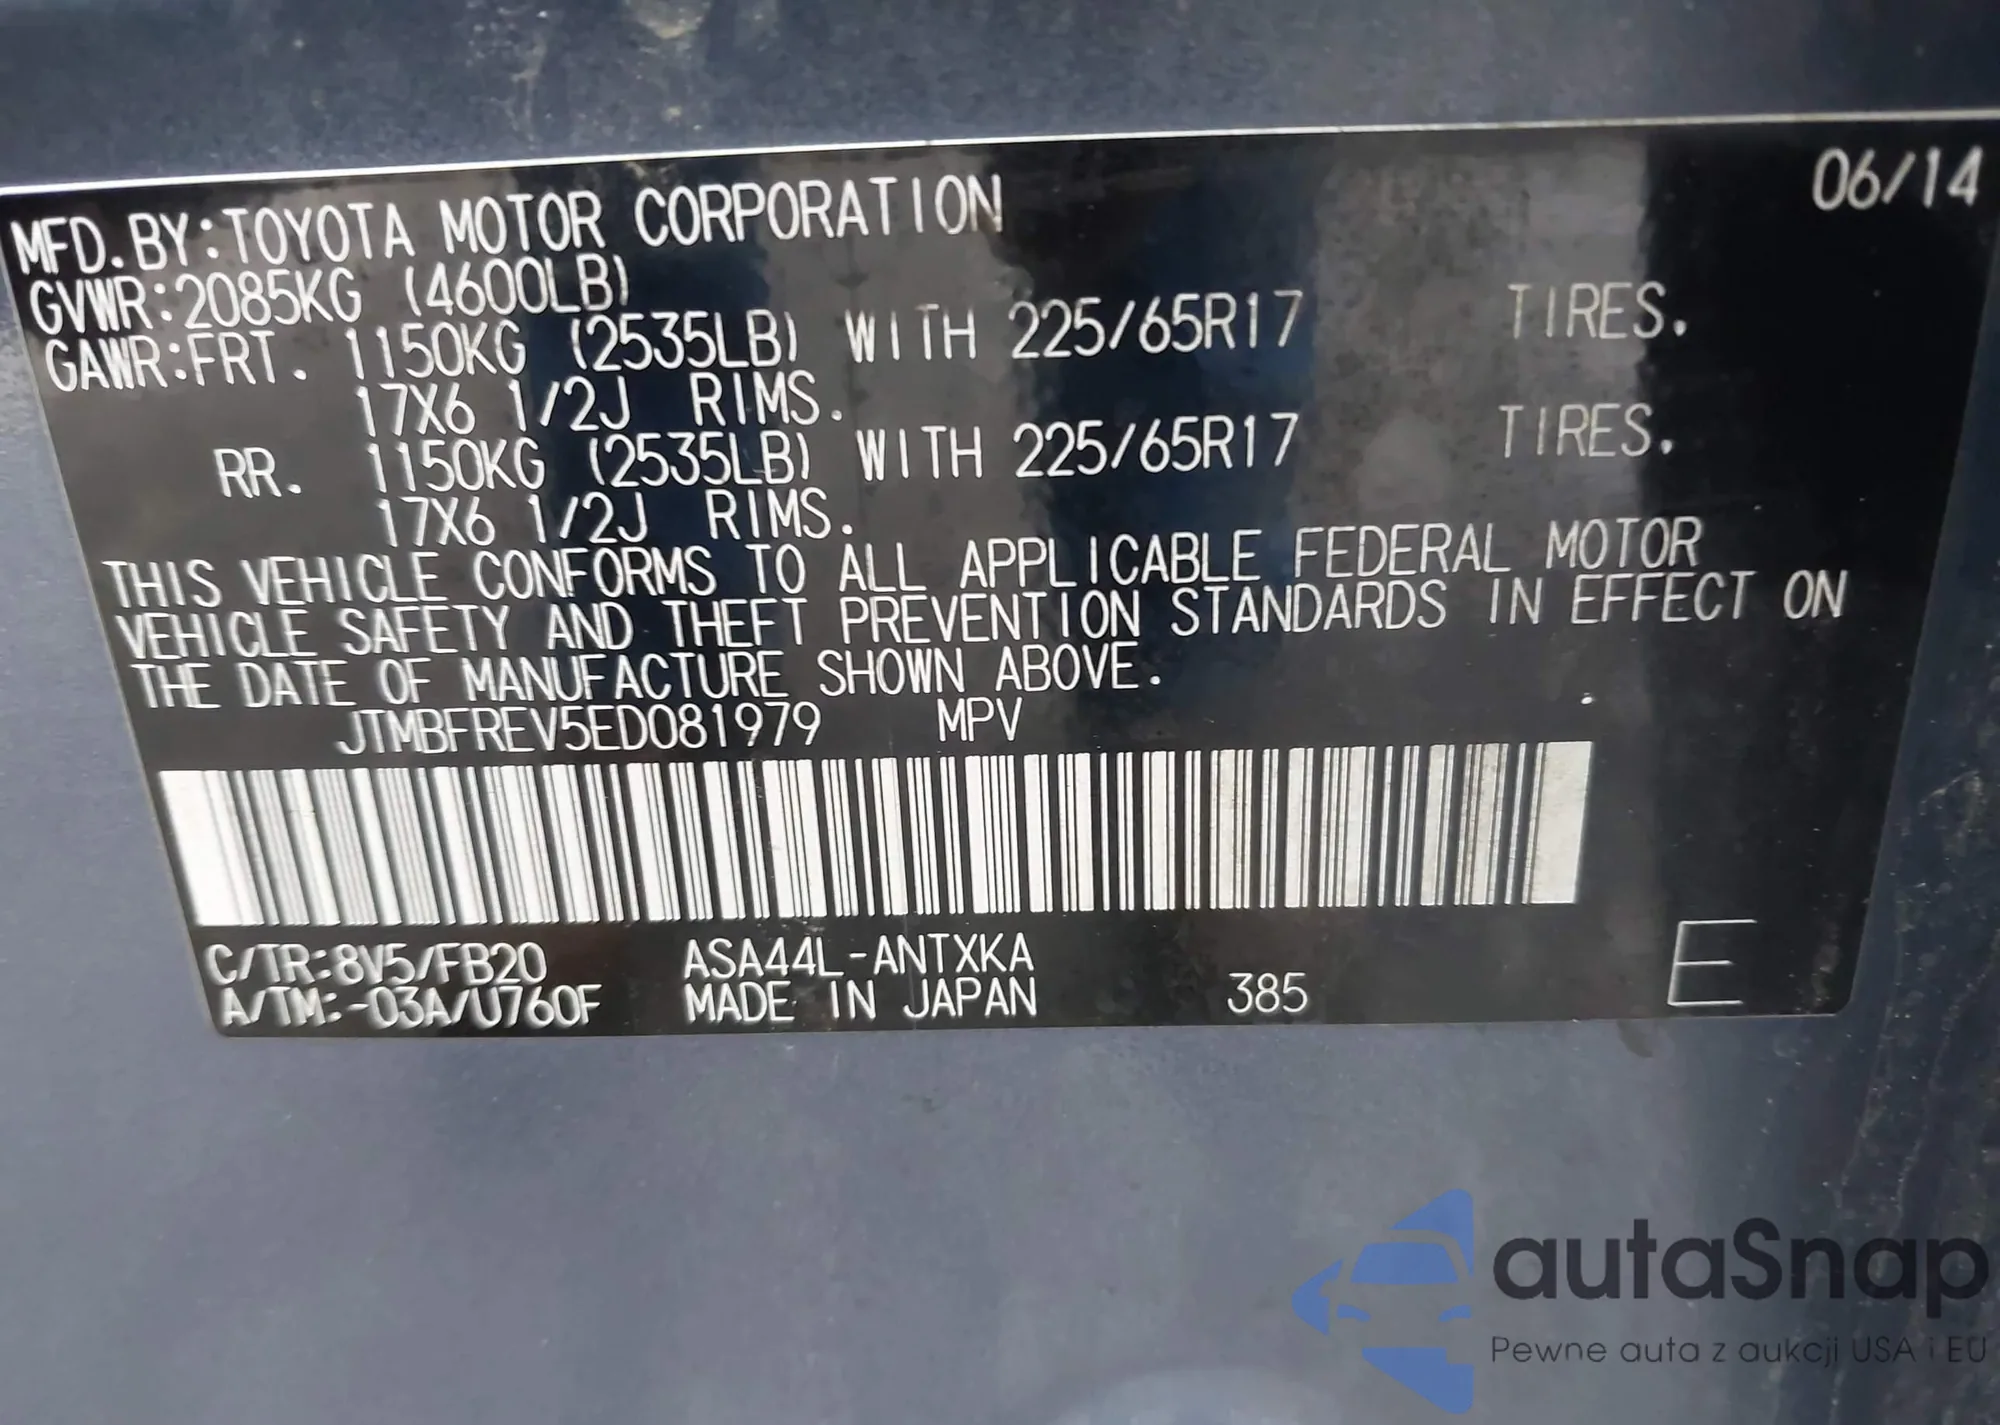 06/14
MFD.BY:TOYOTA MOTOR CORPORATION
GVWR:2085KG (4600LB)
GAWR:FRT. 1150KG (2535LB) WITH 225/65R17 TIRES.
17X6 1/2J RIMS.
RR. 1150KG (2535LB) WITH 225/65R17 TIRES.
17X6 1/2J RIMS.
THIS VEHICLE CONFORMS TO ALL APPLICABLE FEDERAL MOTOR
VEHICLE SAFETY AND THEFT PREVENTION STANDARDS IN EFFECT ON
THE DATE OF MANUFACTURE SHOWN ABOVE.
JTMBFREV5ED081979 MPV
C/TR:8V5/FB20 ASA44L-ANTXKA
A/TM:-03A/U760F MADE IN JAPAN 385 E
autaSnap
Pewne auta z aukcji USA i EU